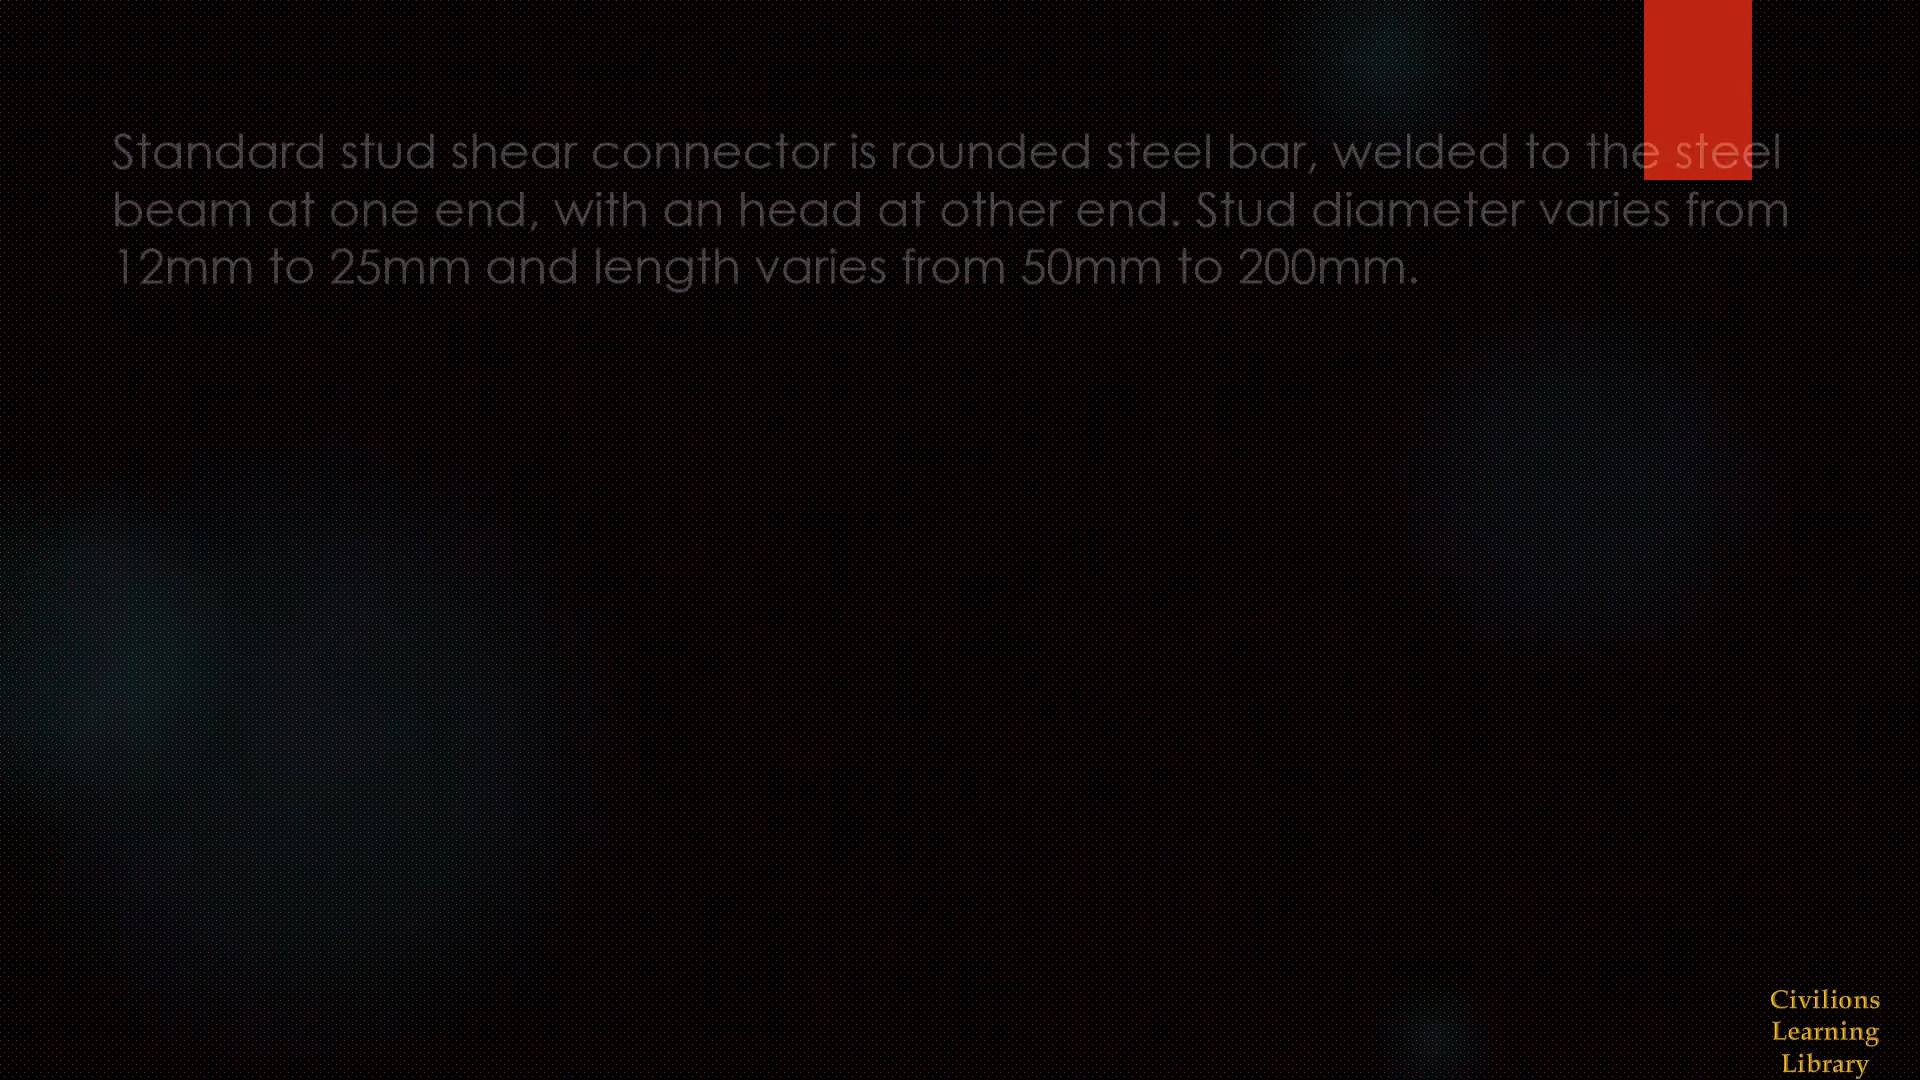 Standard stud shear connector is rounded steel bar, welded to the steel
beam at one end, with an head at other end. Stud diameter varies from
12mm to 25mm and length varies from 50mm to 200mm.
Civilions
Learning
Library